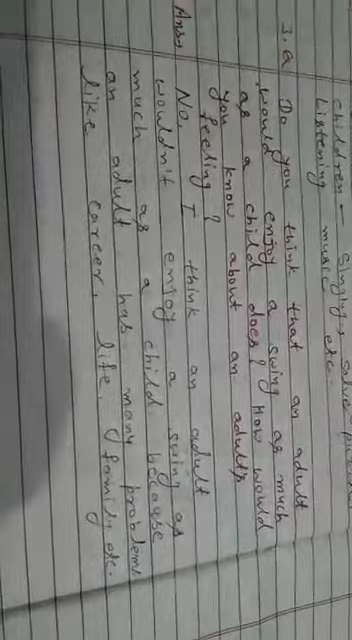 children - Singing, solve
Listening music etc.
3. a Do you think that an adult
would enjoy a swing as much
as a child does? How would
you know about an adult's
feeling?
Ans. No, I think an adult
wouldn't enjoy a swing as
much as a child because
an adult has many problems
like career, life, family, etc.